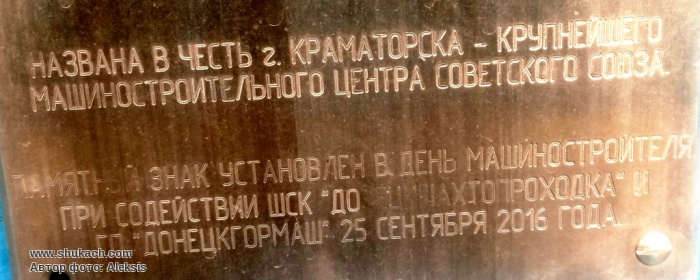 НАЗВАНА В ЧЕСТЬ г. КРАМАТОРСКА - КРУПНЕЙШЕГО
МАШИНОСТРОИТЕЛЬНОГО ЦЕНТРА СОВЕТСКОГО СОЮЗА.
ПАМЯТНОЙ ЗНАК УСТАНОВЛЕН В ДЕНЬ МАШИНОСТРОИТЕЛЯ
ПРИ СОДЕЙСТВИИ ШСК " И
ГП "ДОНЕЦКГОРМАШ" 25 СЕНТЯБРЯ 2016 ГОДА.
www.shukach.com
Автор фото: Aleksis